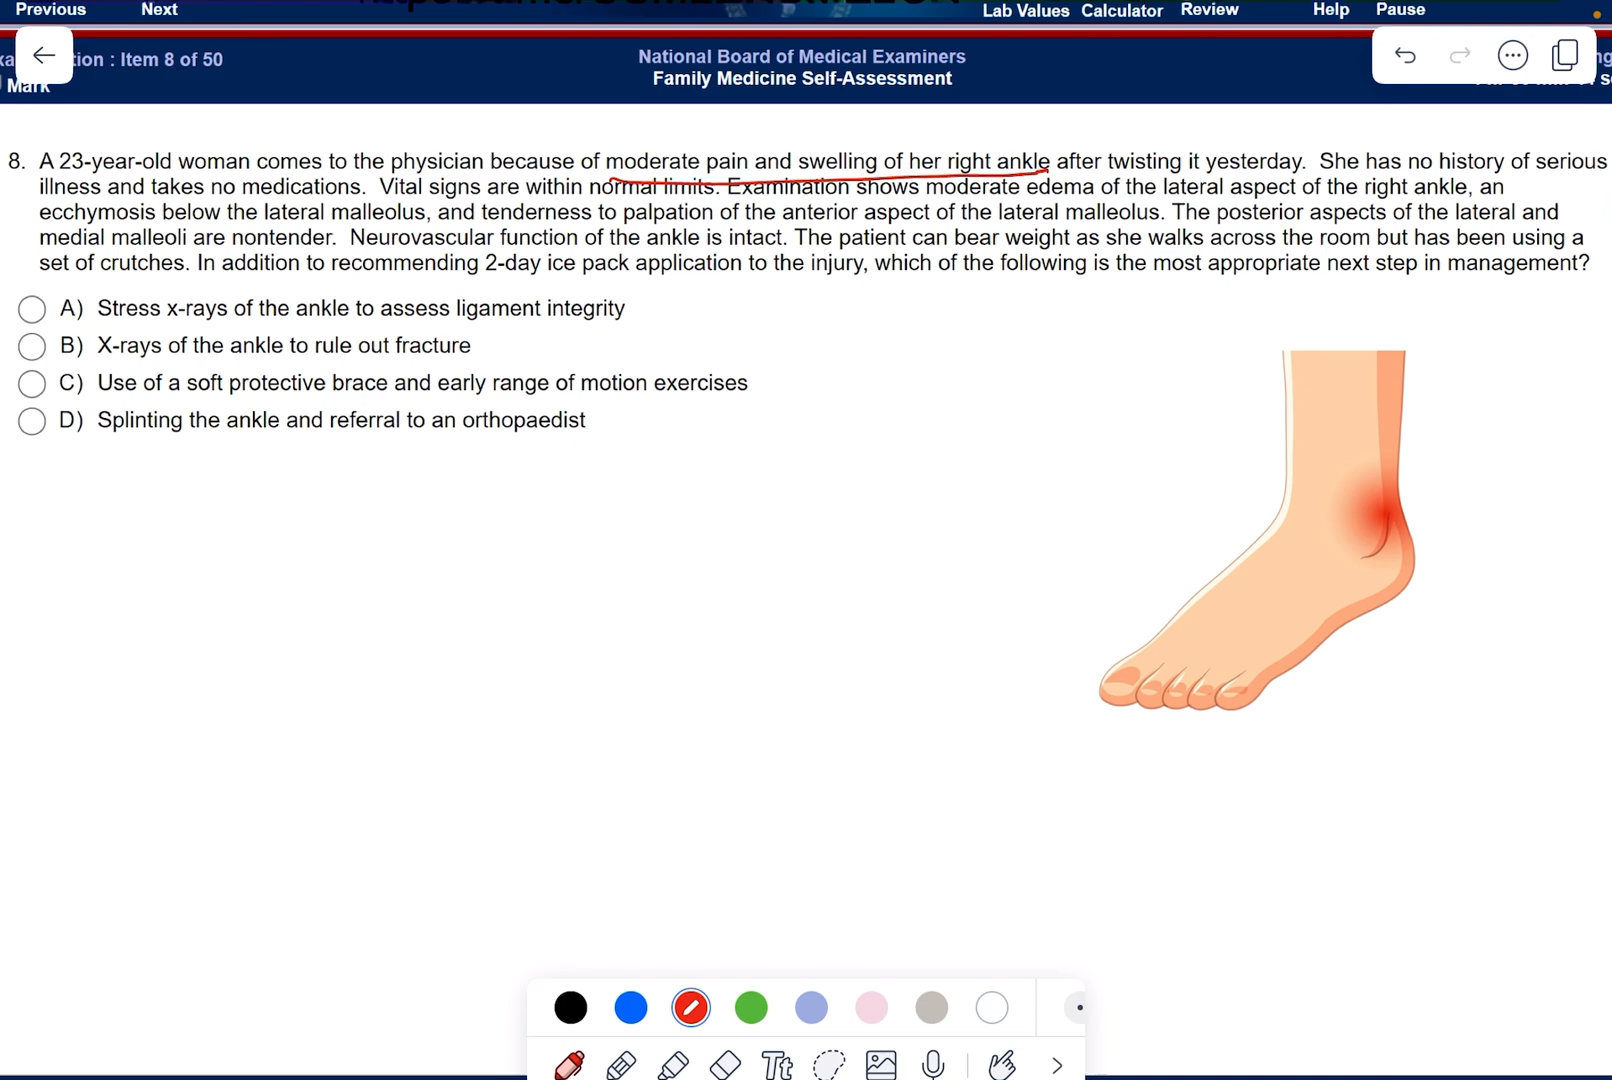 Previous Next Lab Values Calculator Review Help Pause
tion : Item 8 of 50 National Board of Medical Examiners
Mark Family Medicine Self-Assessment
8. A 23-year-old woman comes to the physician because of moderate pain and swelling of her right ankle after twisting it yesterday. She has no history of serious
illness and takes no medications. Vital signs are within normal limits. Examination shows moderate edema of the lateral aspect of the right ankle, an
ecchymosis below the lateral malleolus, and tenderness to palpation of the anterior aspect of the lateral malleolus. The posterior aspects of the lateral and
medial malleoli are nontender. Neurovascular function of the ankle is intact. The patient can bear weight as she walks across the room but has been using a
set of crutches. In addition to recommending 2-day ice pack application to the injury, which of the following is the most appropriate next step in management?
A) Stress x-rays of the ankle to assess ligament integrity
B) X-rays of the ankle to rule out fracture
C) Use of a soft protective brace and early range of motion exercises
D) Splinting the ankle and referral to an orthopaedist
Tt